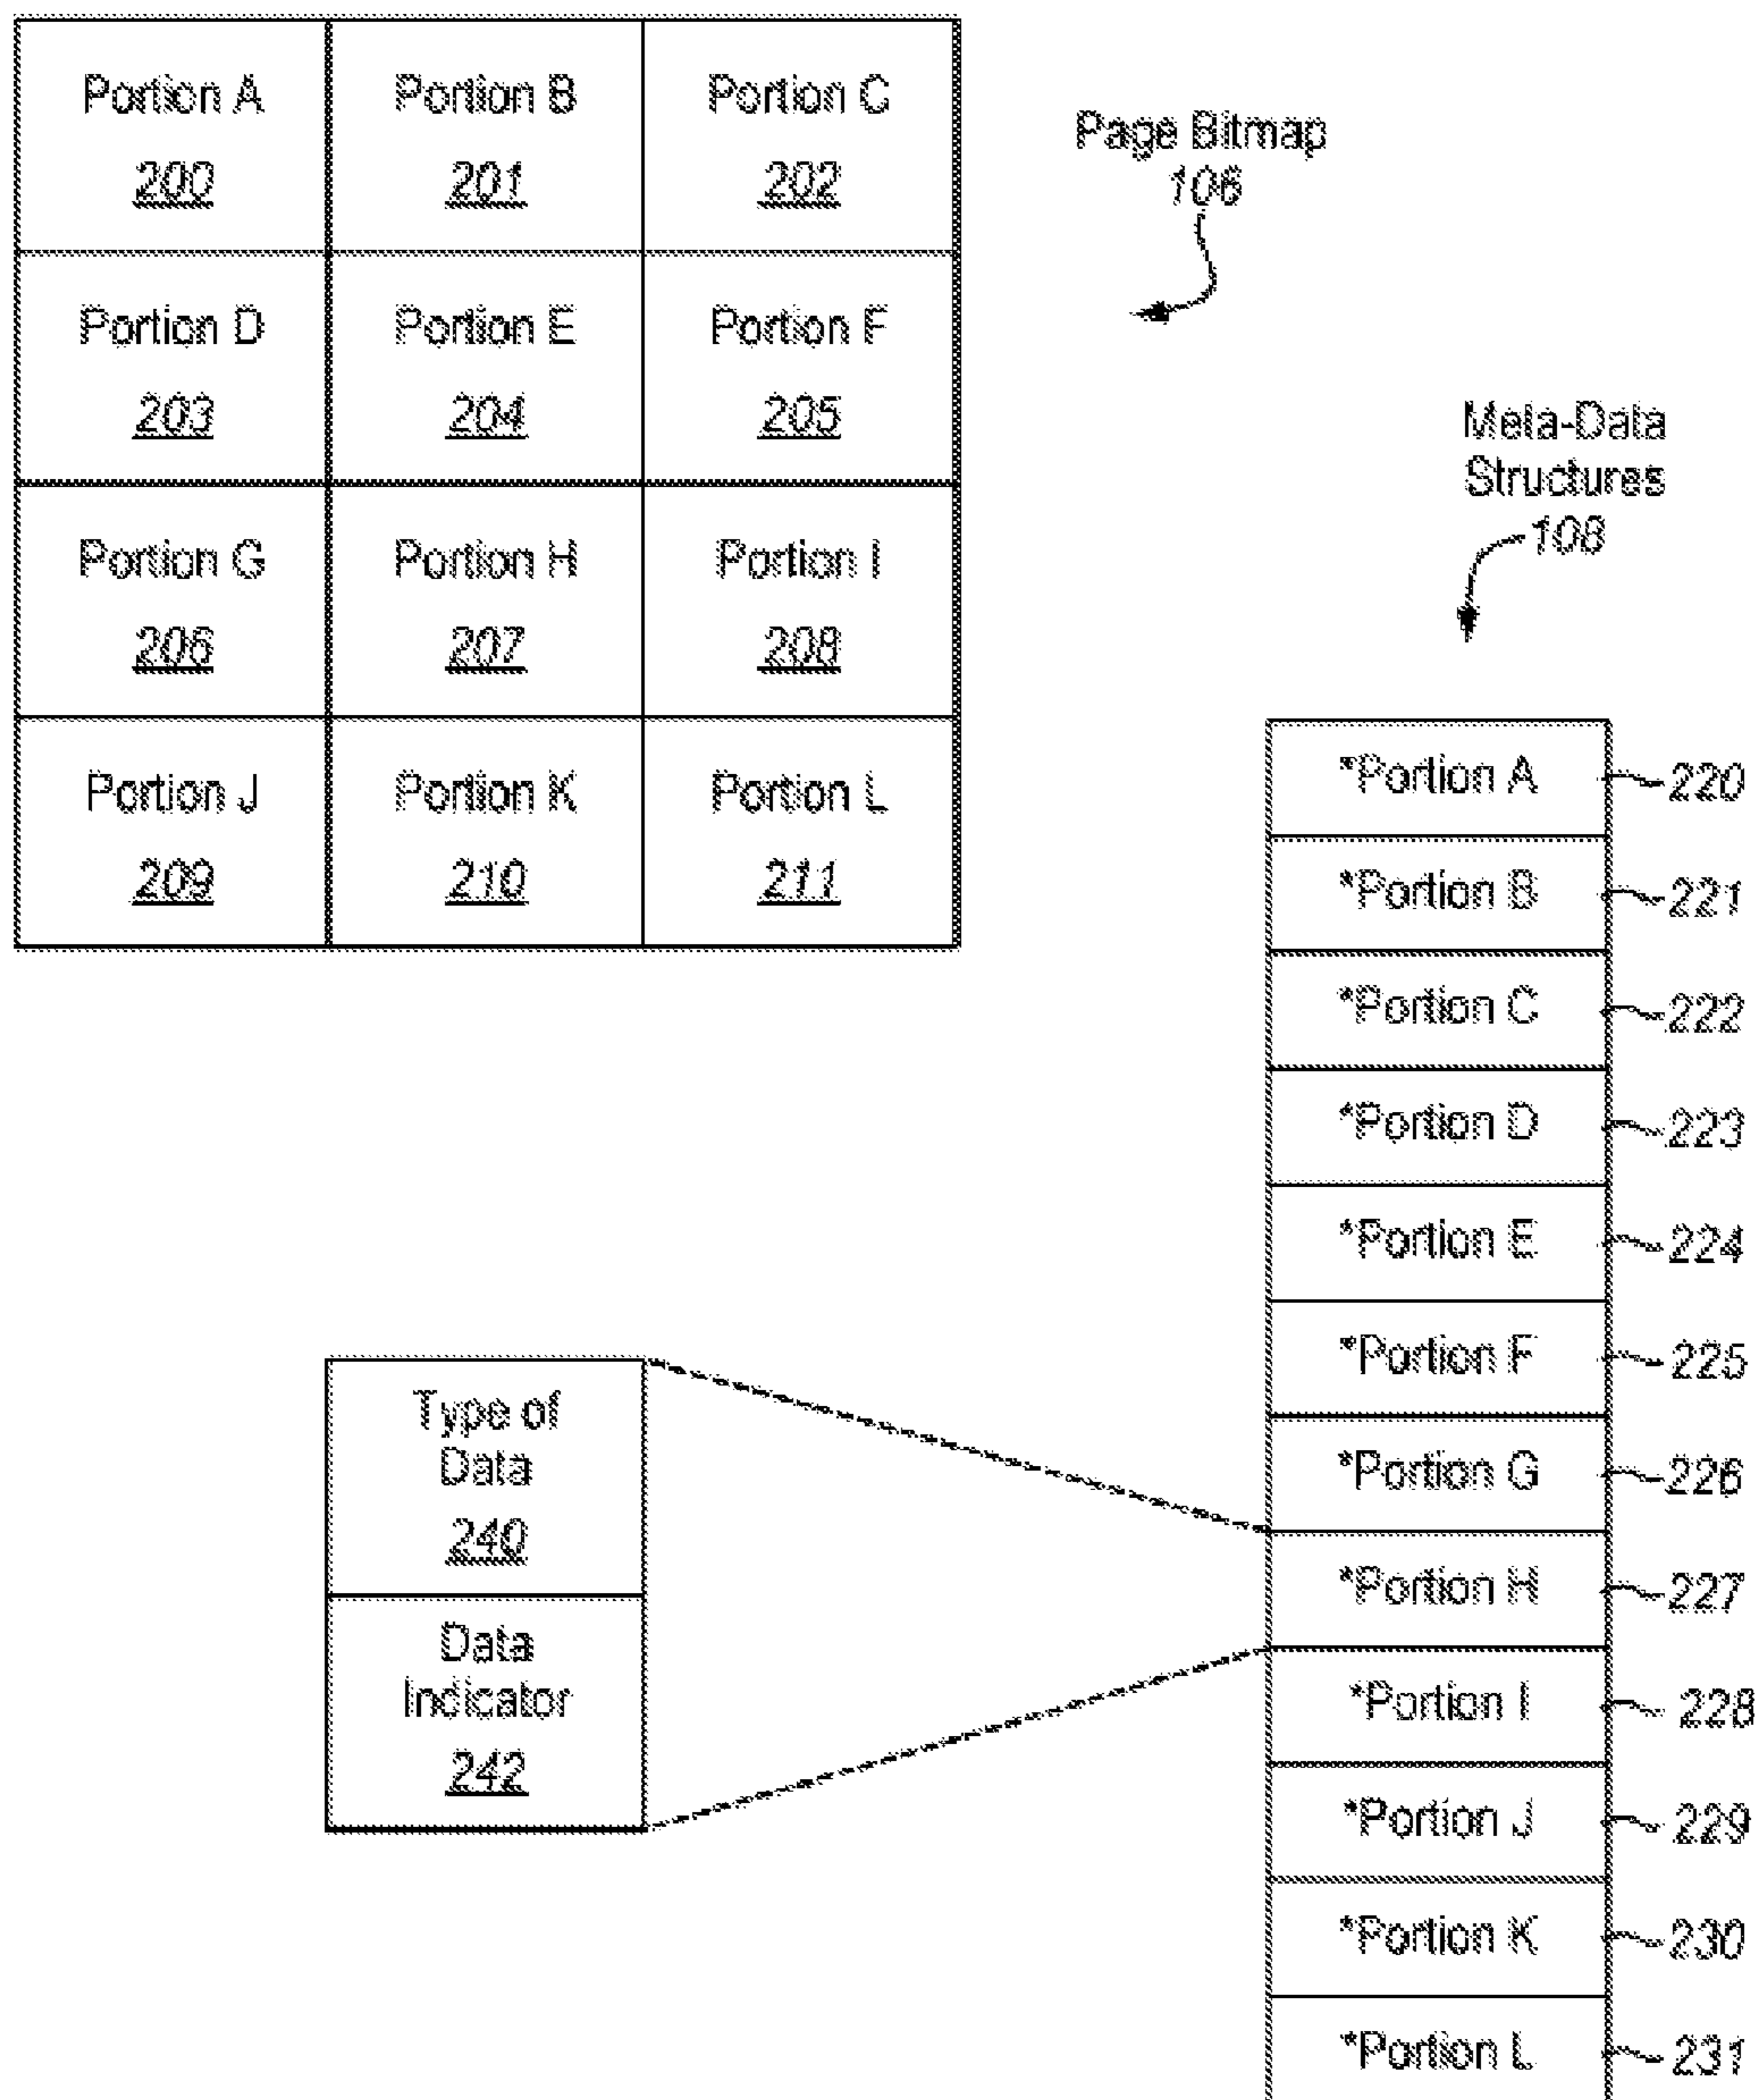 Portion A
200
Portion B
201
Portion C
202
Portion D
203
Portion E
204
Portion F
205
Portion G
206
Portion H
207
Portion I
208
Portion J
209
Portion K
210
Portion L
211
Page Bitmap
106
Meta-Data
Structures
108
*Portion A
220
*Portion B
221
*Portion C
222
*Portion D
223
*Portion E
224
*Portion F
225
*Portion G
226
*Portion H
227
*Portion I
228
*Portion J
229
*Portion K
230
*Portion L
231
Type of
Data
240
Data
Indicator
242